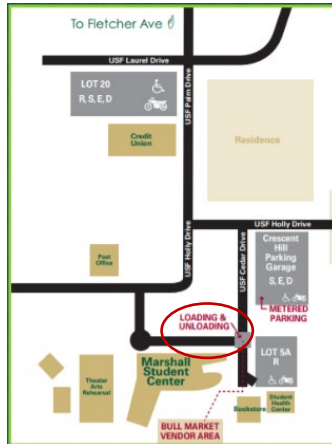 To Fletcher Ave
USF Laurel Drive
LOT 20
R, S, E, D
USF Palm Drive
Credit
Union
Residence
USF Holly Drive
USF Holly Drive
USF Cedar Drive
Crescent
Hill
Parking
Garage
S, E, D
METERED
PARKING
Post
Office
LOADING &
UNLOADING
Marshall
Student
Center
Theater
Arts
Rehearsal
LOT 5A
R
Bookstore
Student
Health
Center
BULL MARKET
VENDOR AREA